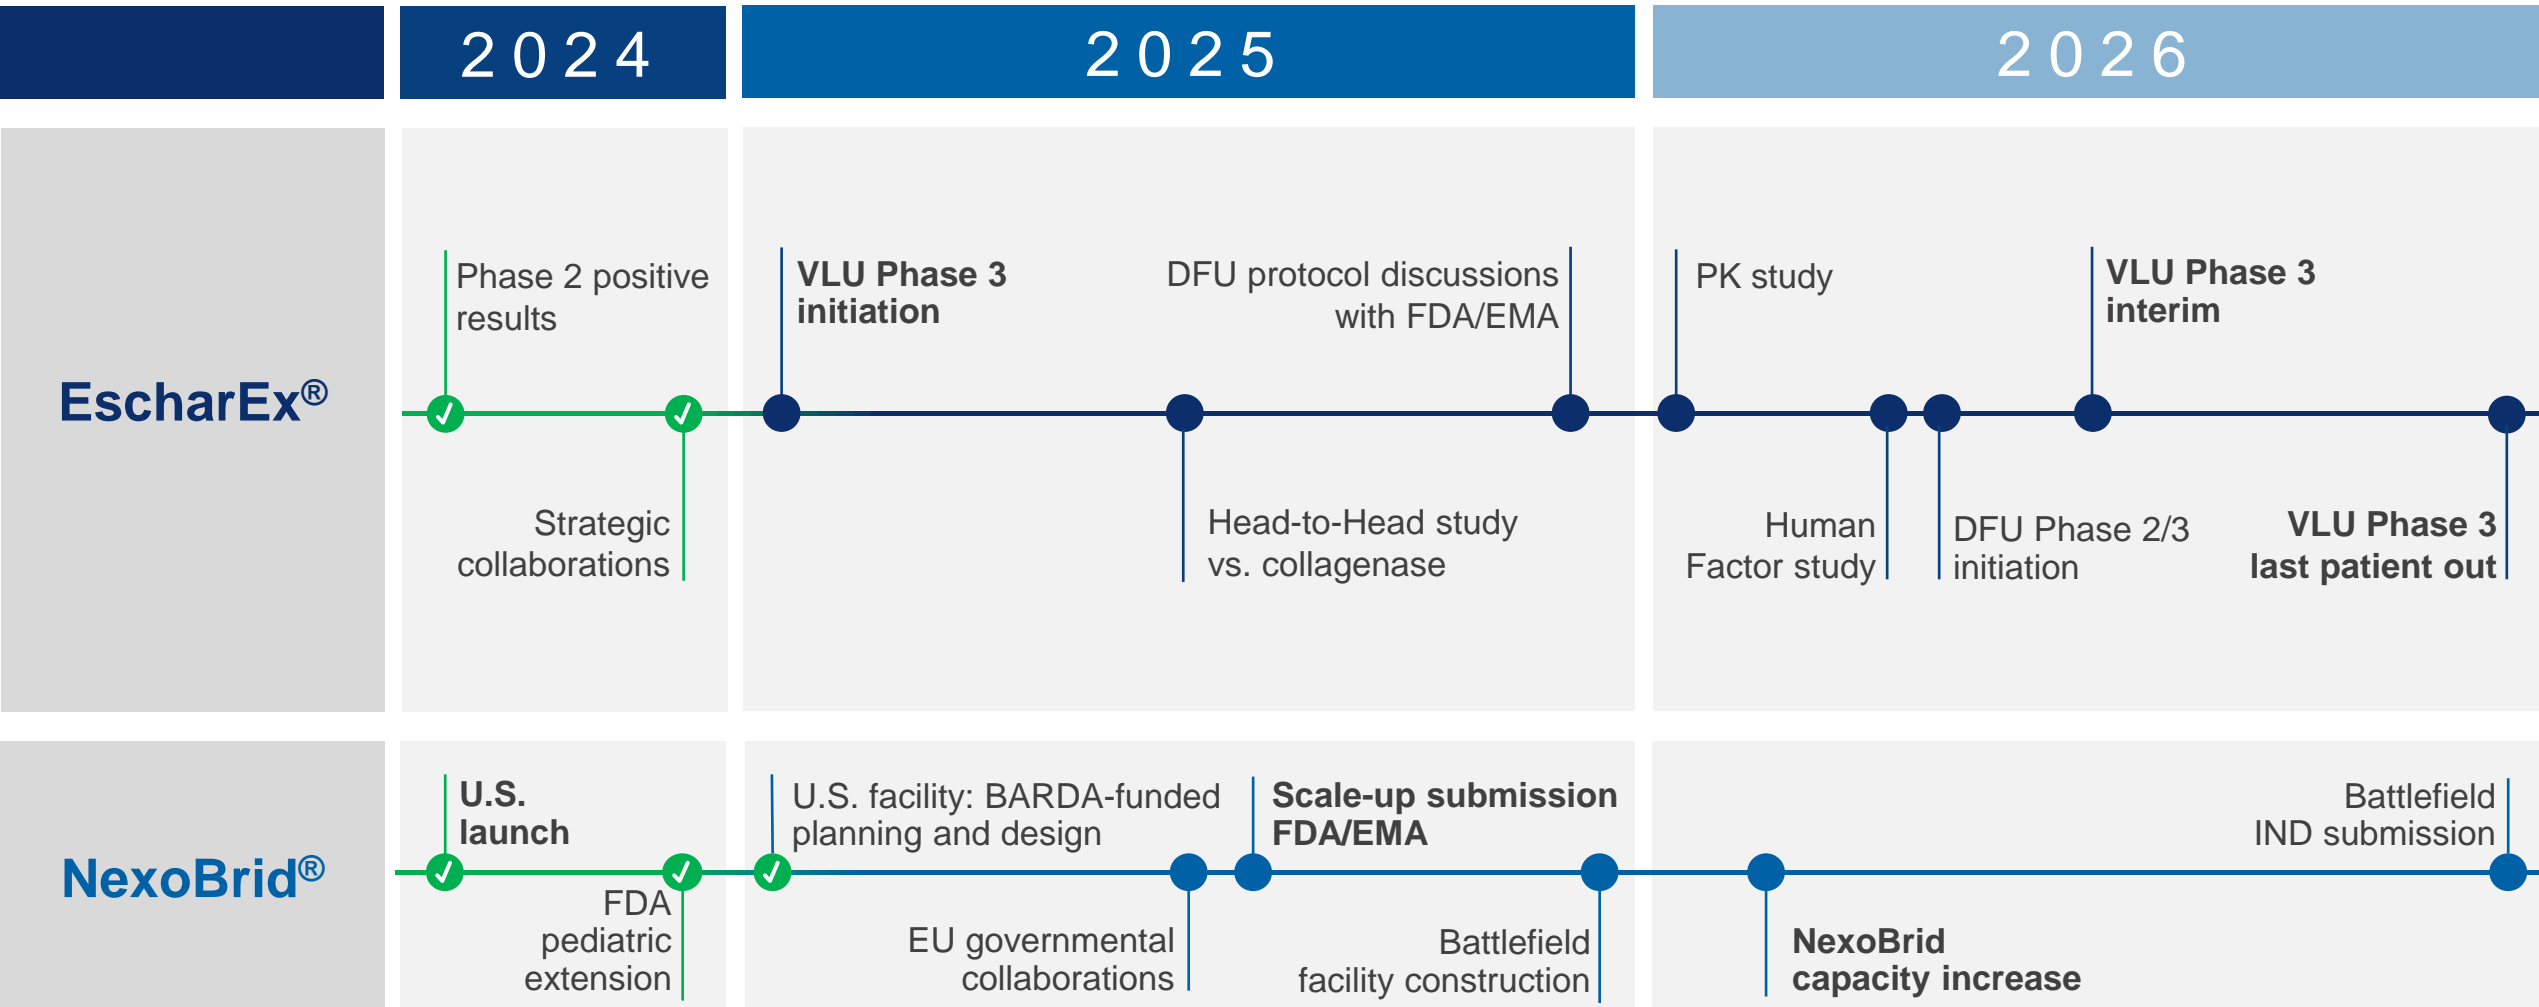 2024
2025
2026
EscharEx®
Phase 2 positive
results
Strategic
collaborations
VLU Phase 3
initiation
Head-to-Head study
vs. collagenase
DFU protocol discussions
with FDA/EMA
PK study
Human
Factor study
DFU Phase 2/3
initiation
VLU Phase 3
interim
VLU Phase 3
last patient out
NexoBrid®
U.S.
launch
FDA
pediatric
extension
U.S. facility: BARDA-funded
planning and design
EU governmental
collaborations
Scale-up submission
FDA/EMA
Battlefield
facility construction
NexoBrid
capacity increase
Battlefield
IND submission